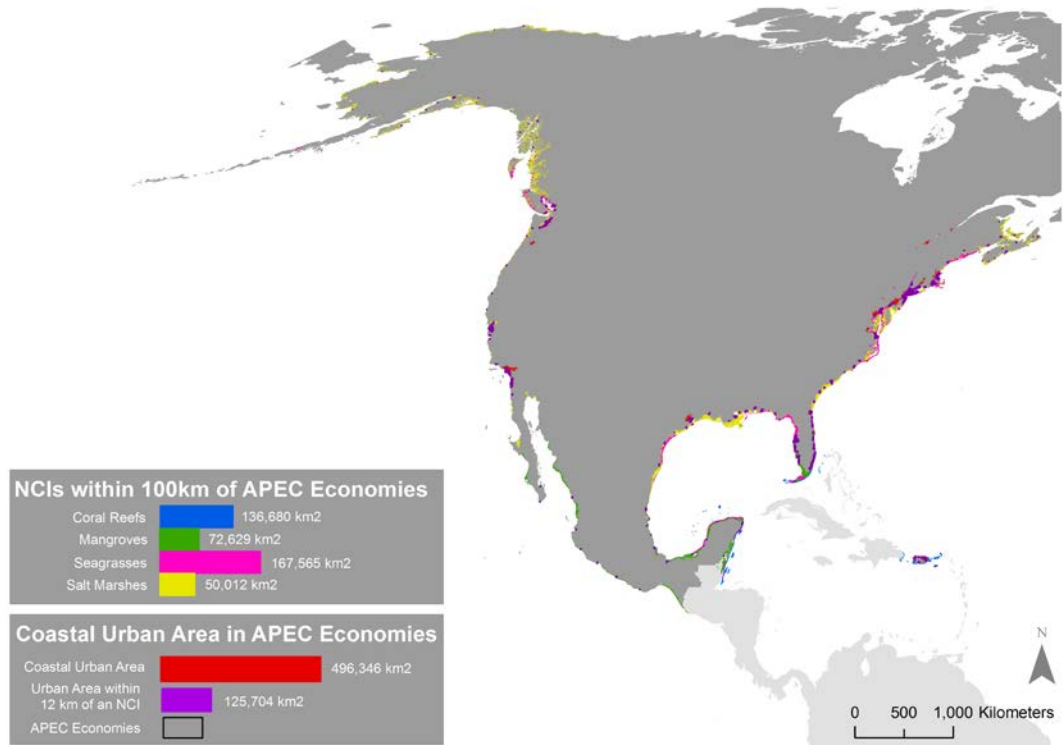 NCIs within 100km of APEC Economies
Coral Reefs 136,680 km2
Mangroves 72,629 km2
Seagrasses 167,565 km2
Salt Marshes 50,012 km2
Coastal Urban Area in APEC Economies
Coastal Urban Area 496,346 km2
Urban Area within
12 km of an NCI 125,704 km2
APEC Economies
N
0 500 1,000 Kilometers